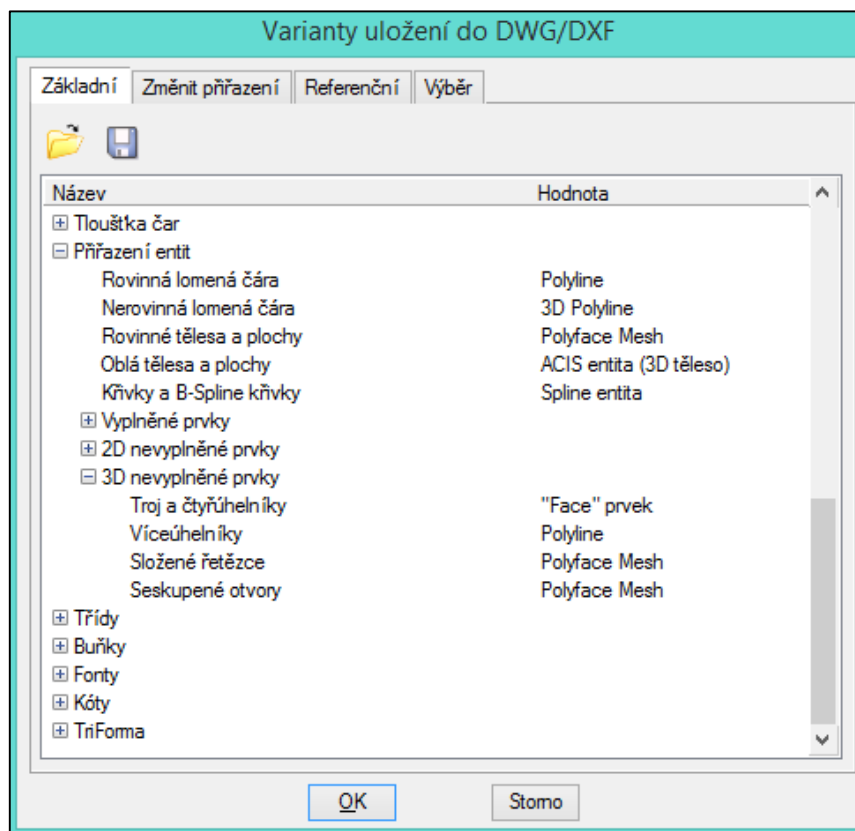 Varianty uložení do DWG/DXF
Základní Změnit přiřazení Referenční Výběr
Název Hodnota
Tloušťka čar
Přiřazení entit
Rovinná lomená čára Polyline
Nerovinná lomená čára 3D Polyline
Rovinné tělesa a plochy Polyface Mesh
Oblá tělesa a plochy ACIS entita (3D těleso)
Křivky a B-Spline křivky Spline entita
Vyplněné prvky
2D nevyplněné prvky
3D nevyplněné prvky
Troj a čtyřúhelníky "Face" prvek
Víceúhelníky Polyline
Složené řetězce Polyface Mesh
Seskupené otvory Polyface Mesh
Třídy
Buňky
Fonty
Kóty
TriForma
OK Storno